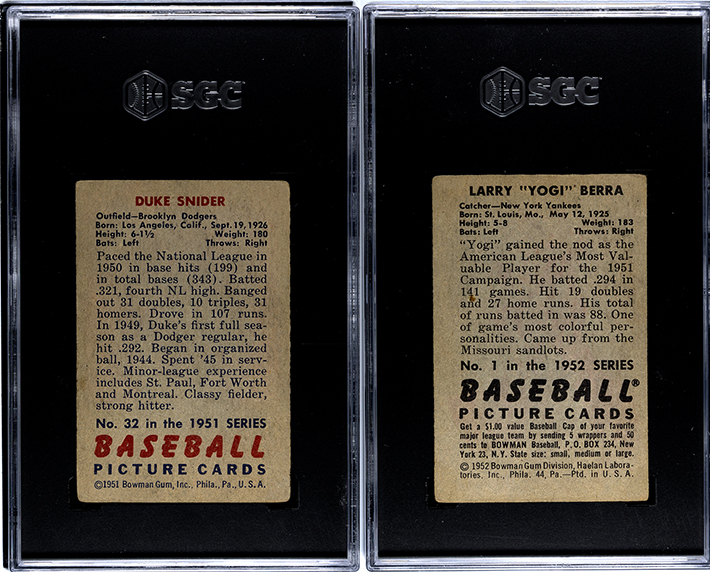 SGC
DUKE SNIDER
Outfield—Brooklyn Dodgers
Born: Los Angeles, Calif., Sept. 19, 1926
Height: 6-1½ Weight: 180
Bats: Left Throws: Right
Paced the National League in
1950 in base hits (199) and
in total bases (343). Batted
.321, fourth NL high. Banged
out 31 doubles, 10 triples, 31
homers. Drove in 107 runs.
In 1949, Duke's first full sea-
son as a Dodger regular, he
hit .292. Began in organized
ball, 1944. Spent '45 in serv-
ice. Minor-league experience
includes St. Paul, Fort Worth
and Montreal. Classy fielder,
strong hitter.
No. 32 in the 1951 SERIES
BASEBALL
PICTURE CARDS
©1951 Bowman Gum, Inc., Phila., Pa., U.S.A.
SGC
LARRY "YOGI" BERRA
Catcher—New York Yankees
Born: St. Louis, Mo., May 12, 1925
Height: 5-8 Weight: 183
Bats: Left Throws: Right
"Yogi" gained the nod as the
American League's Most Val-
uable Player for the 1951
Campaign. He batted .294 in
141 games. Hit 19 doubles
and 27 home runs. His total
of runs batted in was 88. One
of game's most colorful per-
sonalities. Came up from the
Missouri sandlots.
No. 1 in the 1952 SERIES
BASEBALL®
PICTURE CARDS
Get a $1.00 value Baseball Cap of your favorite
major league team by sending 5 wrappers and 50
cents to BOWMAN Baseball, P.O. BOX 234, New
York 23, N.Y. State size: small, medium or large.
© 1952 Bowman Gum Division, Haelan Labora-
tories, Inc., Phila. 44, Pa.—Ptd. in U.S.A.